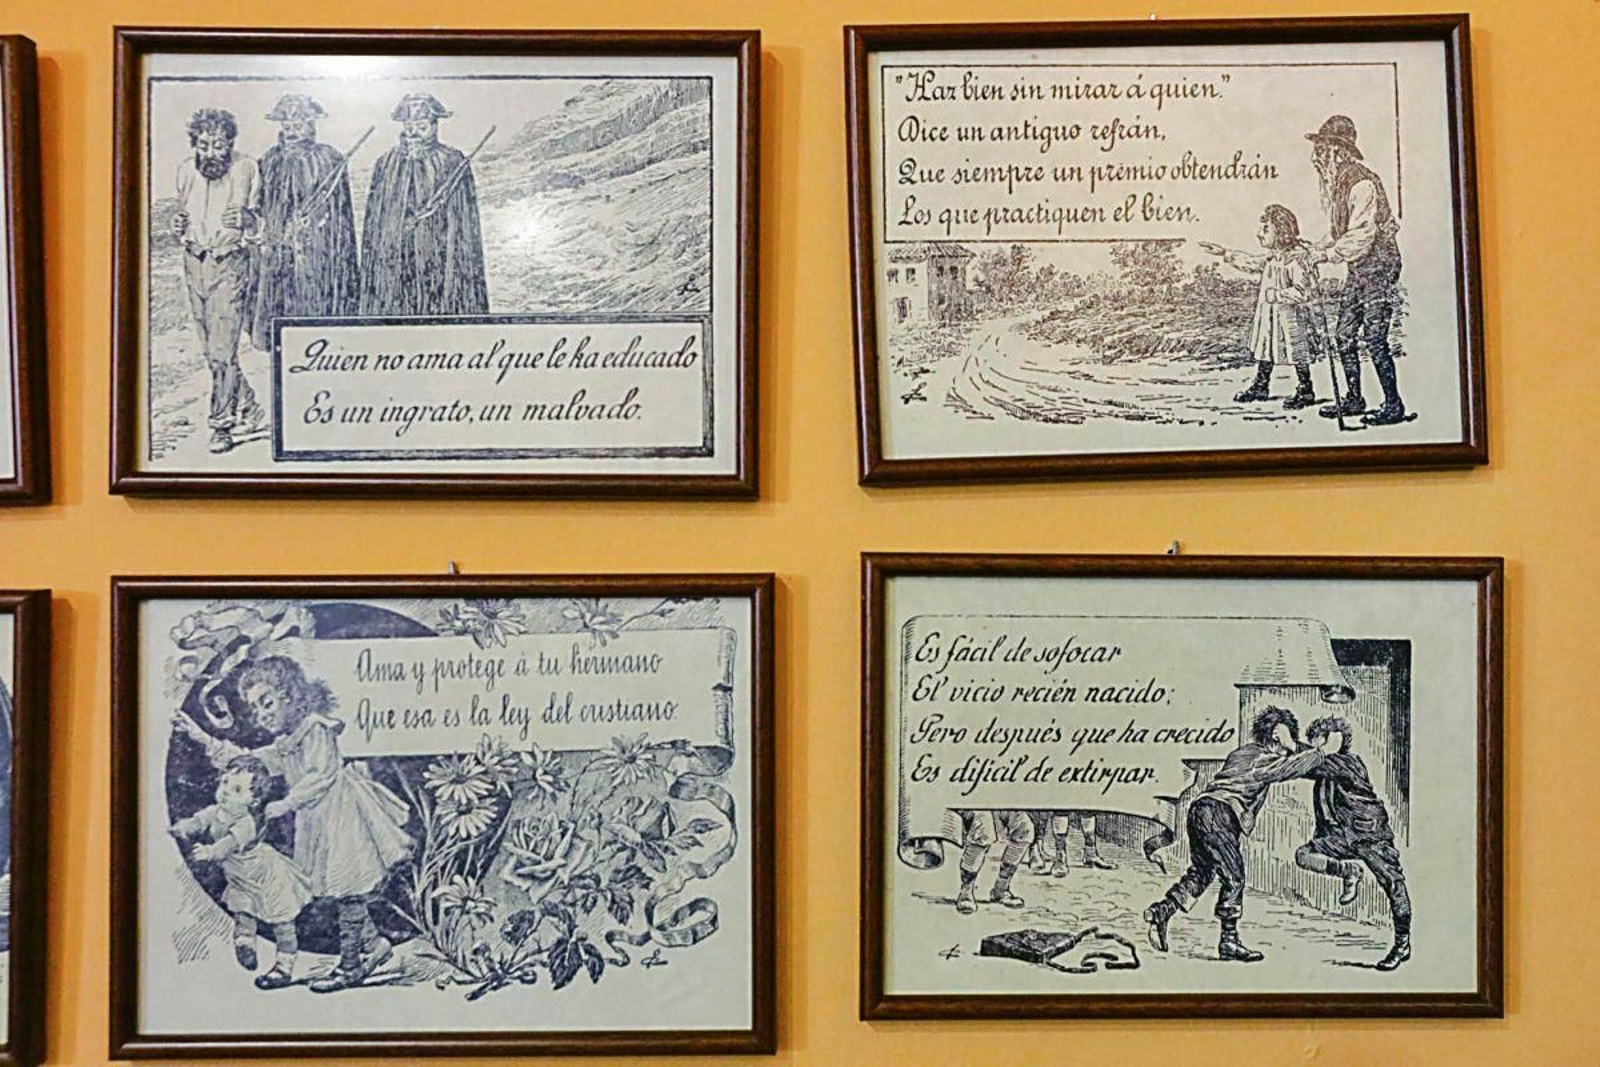 Quien no ama al que le ha educado
Es un ingrato, un malvado.
"Haz bien sin mirar á quien."
Dice un antiguo refrán,
Que siempre un premio obtendrán
Los que practiquen el bien.
Ama y protege á tu hermano
Que esa es la ley del cristiano.
Es fácil de sofocar
El vicio recién nacido;
Pero después que ha crecido
Es difícil de extirpar.